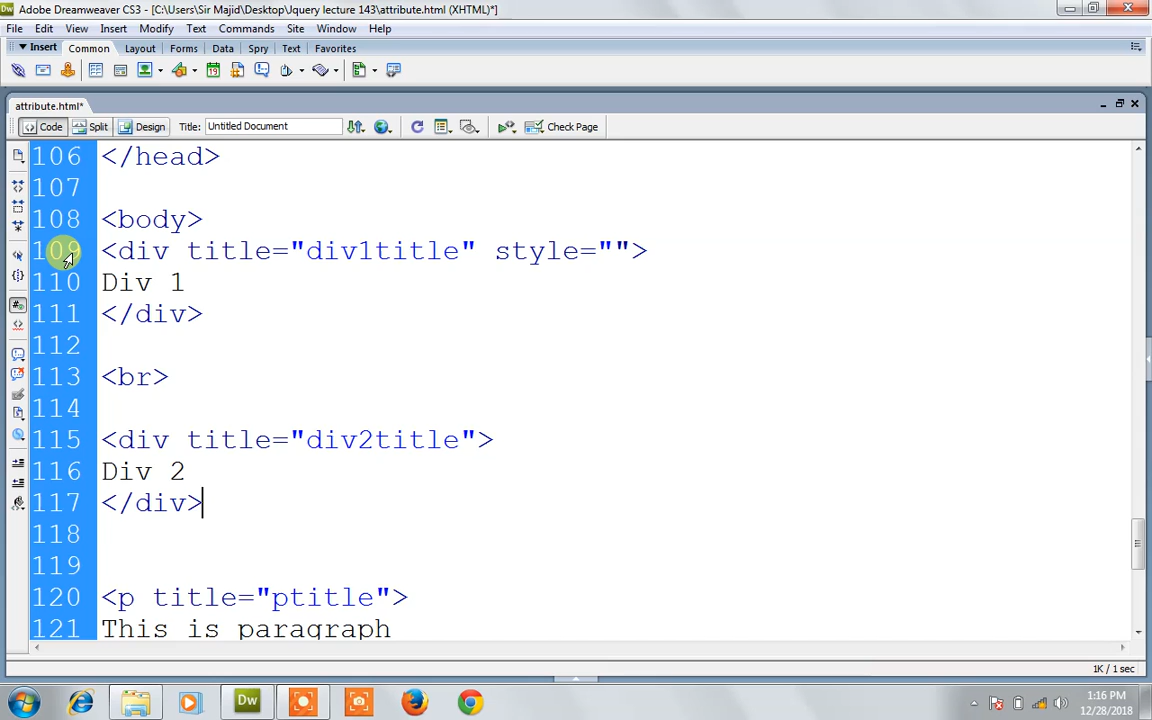 Adobe Dreamweaver CS3 - [C:\Users\Sir Majid\Desktop\Jquery lecture 143\attribute.html (XHTML)*]
File Edit View Insert Modify Text Commands Site Window Help
Insert Common Layout Forms Data Spry Text Favorites
attribute.html*
Code Split Design Title: Untitled Document Check Page
106 </head>
107
108 <body>
109 <div title="div1title" style="">
110 Div 1
111 </div>
112
113 <br>
114
115 <div title="div2title">
116 Div 2
117 </div>
118
119
120 <p title="ptitle">
121 This is paragraph
1K / 1 sec
Dw
1:16 PM
12/28/2018